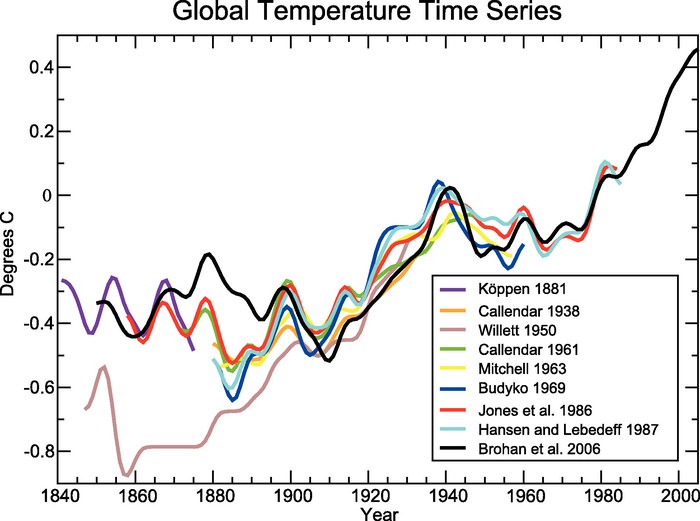 Global Temperature Time Series
Degrees C
0.4
0.2
0
-0.2
-0.4
-0.6
-0.8
Köppen 1881
Callendar 1938
Willett 1950
Callendar 1961
Mitchell 1963
Budyko 1969
Jones et al. 1986
Hansen and Lebedeff 1987
Brohan et al. 2006
1840 1860 1880 1900 1920 1940 1960 1980 2000
Year